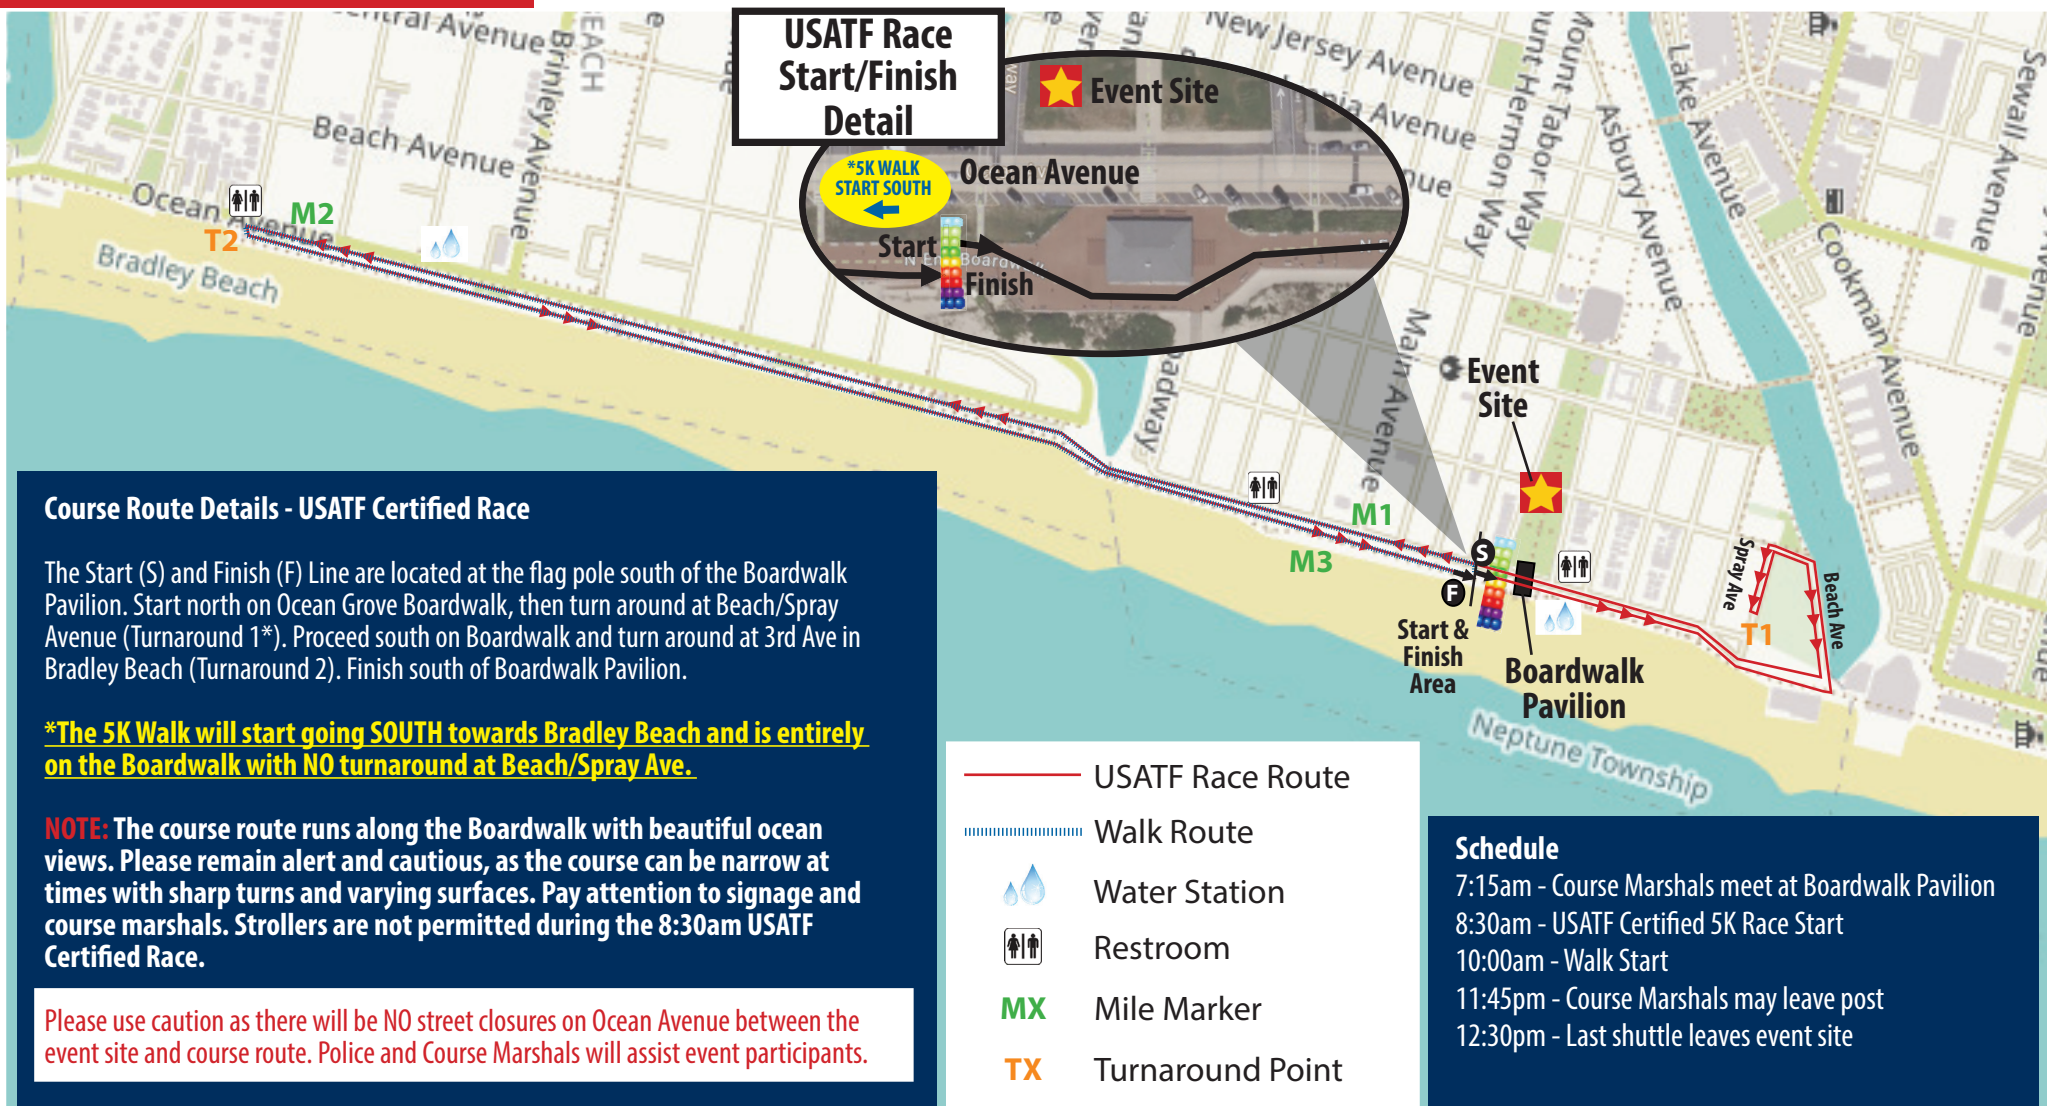 Central Avenue
BEACH
Brinley Avenue
Beach Avenue
Ocean Avenue
M2
T2
Bradley Beach
USATF Race
Start/Finish
Detail
Event Site
*5K WALK
START SOUTH
Ocean Avenue
Start
N End Boardwalk
Finish
New Jersey Avenue
Avenue
Mount Hermon Way
Mount Tabor Way
Asbury Avenue
Lake Avenue
Cookman Avenue
Sewall Avenue
Main Avenue
Event
Site
M1
M3
S
F
Start &
Finish
Area
Boardwalk
Pavilion
Spray Ave
Beach Ave
T1
Neptune Township
Course Route Details - USATF Certified Race
The Start (S) and Finish (F) Line are located at the flag pole south of the Boardwalk
Pavilion. Start north on Ocean Grove Boardwalk, then turn around at Beach/Spray
Avenue (Turnaround 1*). Proceed south on Boardwalk and turn around at 3rd Ave in
Bradley Beach (Turnaround 2). Finish south of Boardwalk Pavilion.
*The 5K Walk will start going SOUTH towards Bradley Beach and is entirely
on the Boardwalk with NO turnaround at Beach/Spray Ave.
NOTE: The course route runs along the Boardwalk with beautiful ocean
views. Please remain alert and cautious, as the course can be narrow at
times with sharp turns and varying surfaces. Pay attention to signage and
course marshals. Strollers are not permitted during the 8:30am USATF
Certified Race.
Please use caution as there will be NO street closures on Ocean Avenue between the
event site and course route. Police and Course Marshals will assist event participants.
USATF Race Route
Walk Route
Water Station
Restroom
MX Mile Marker
TX Turnaround Point
Schedule
7:15am - Course Marshals meet at Boardwalk Pavilion
8:30am - USATF Certified 5K Race Start
10:00am - Walk Start
11:45pm - Course Marshals may leave post
12:30pm - Last shuttle leaves event site